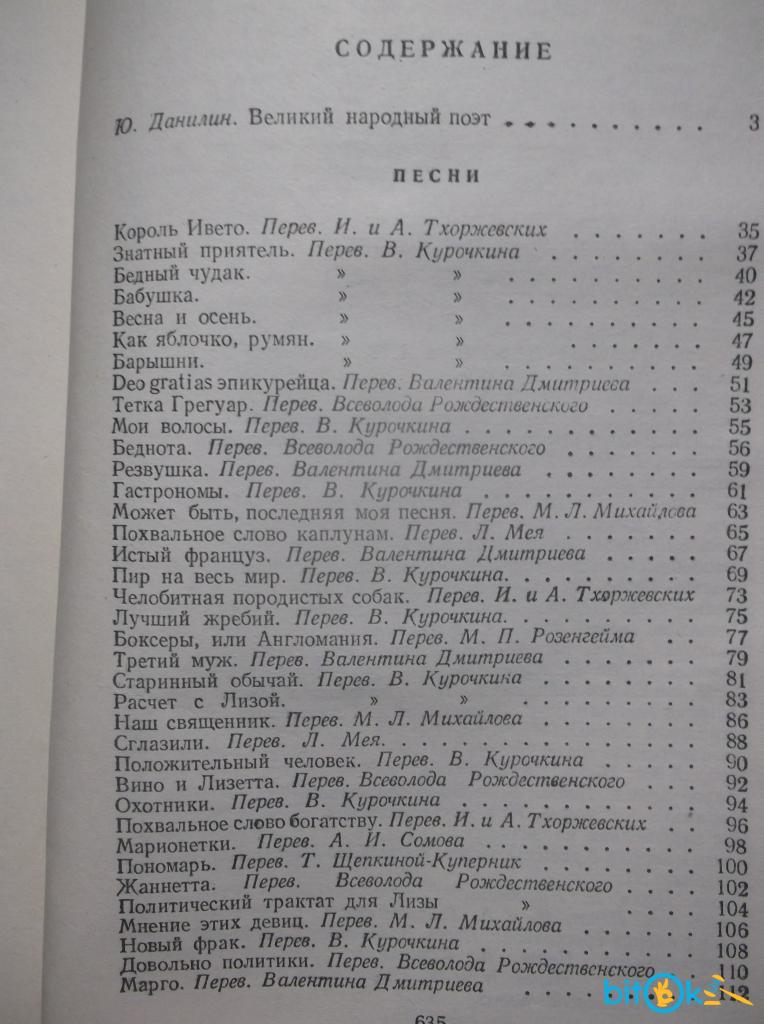 СОДЕРЖАНИЕ
Ю. Данилин. Великий народный поэт . . . . . . . . . . 3
ПЕСНИ
Король Ивето. Перев. И. и А. Тхоржевских . . . . . . . 35
Знатный приятель. Перев. В. Курочкина . . . . . . . . 37
Бедный чудак. » » . . . . . . . . . 40
Бабушка. » » . . . . . . . . . 42
Весна и осень. » » . . . . . . . . . 45
Как яблочко, румян. » » . . . . . . . 47
Барышни. » » . . . . . . . . . 49
Deo gratias эпикурейца. Перев. Валентина Дмитриева . . . 51
Тетка Грегуар. Перев. Всеволода Рождественского . . . . . 53
Мои волосы. Перев. В. Курочкина . . . . . . . . . . . 55
Беднота. Перев. Всеволода Рождественского . . . . . . . 56
Резвушка. Перев. Валентина Дмитриева . . . . . . . . 59
Гастрономы. Перев. В. Курочкина . . . . . . . . . . 61
Может быть, последняя моя песня. Перев. М. Л. Михайлова 63
Похвальное слово каплунам. Перев. Л. Мея . . . . . . . 65
Истый француз. Перев. Валентина Дмитриева . . . . . 67
Пир на весь мир. Перев. В. Курочкина. . . . . . . . . . 69
Челобитная породистых собак. Перев. И. и А. Тхоржевских 73
Лучший жребий. Перев. В. Курочкина. . . . . . . . . . 75
Боксеры, или Англомания. Перев. М. П. Розенгейма . . 77
Третий муж. Перев. Валентина Дмитриева . . . . . . . 79
Старинный обычай. Перев. В. Курочкина . . . . . . . . 81
Расчет с Лизой. » » . . . . . . . . . 83
Наш священник. Перев. М. Л. Михайлова . . . . . . . . 86
Сглазили. Перев. Л. Мея. . . . . . . . . . . . . . . 88
Положительный человек. Перев. В. Курочкина . . . . . . 90
Вино и Лизетта. Перев. Всеволода Рождественского . . . . 92
Охотники. Перев. В. Курочкина . . . . . . . . . . . 94
Похвальное слово богатству. Перев. И. и А. Тхоржевских . . 96
Марионетки. Перев. А. И. Сомова . . . . . . . . . . 98
Пономарь. Перев. Т. Щепкиной-Куперник . . . . . . . . 100
Жаннетта. Перев. Всеволода Рождественского . . . . 102
Политический трактат для Лизы » . . . . 104
Мнение этих девиц. Перев. М. Л. Михайлова . . . . . . 106
Новый фрак. Перев. В. Курочкина . . . . . . . . . . 108
Довольно политики. Перев. Всеволода Рождественского . . 110
Марго. Перев. Валентина Дмитриева . . . . . . . . 112
635
bitok